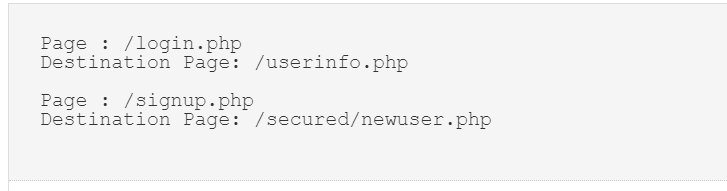 Page : /login.php
Destination Page: /userinfo.php
Page : /signup.php
Destination Page: /secured/newuser.php